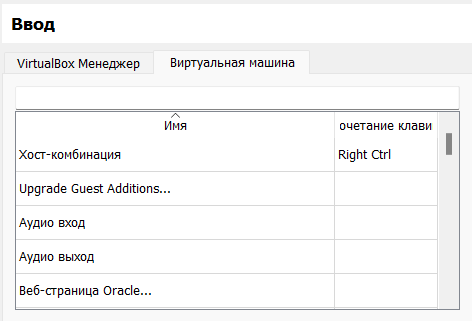 Ввод
VirtualBox Менеджер Виртуальная машина
Имя очетание клави
Хост-комбинация Right Ctrl
Upgrade Guest Additions...
Аудио вход
Аудио выход
Веб-страница Oracle...